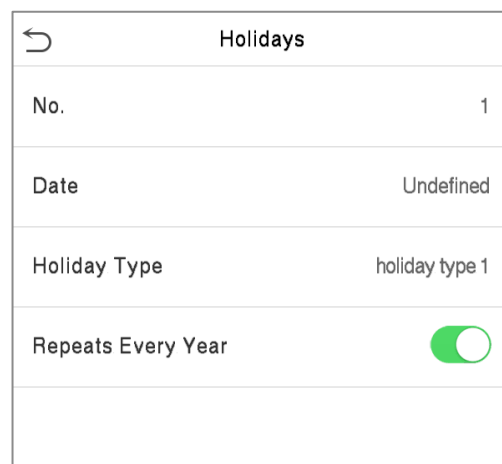 Holidays
No. 1
Date Undefined
Holiday Type holiday type 1
Repeats Every Year